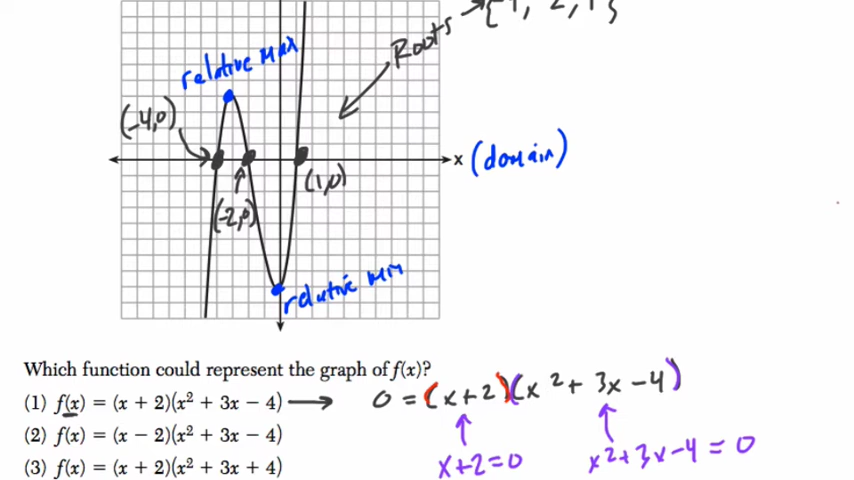 relative max
Roots
(-4,0)
x (domain)
(1,0)
(-2,0)
relative min
Which function could represent the graph of f(x)?
(1) f(x) = (x + 2)(x² + 3x − 4) → 0 = (x+2)(x² + 3x − 4)
(2) f(x) = (x − 2)(x² + 3x − 4)
x+2=0 x²+3x−4 = 0
(3) f(x) = (x + 2)(x² + 3x + 4)